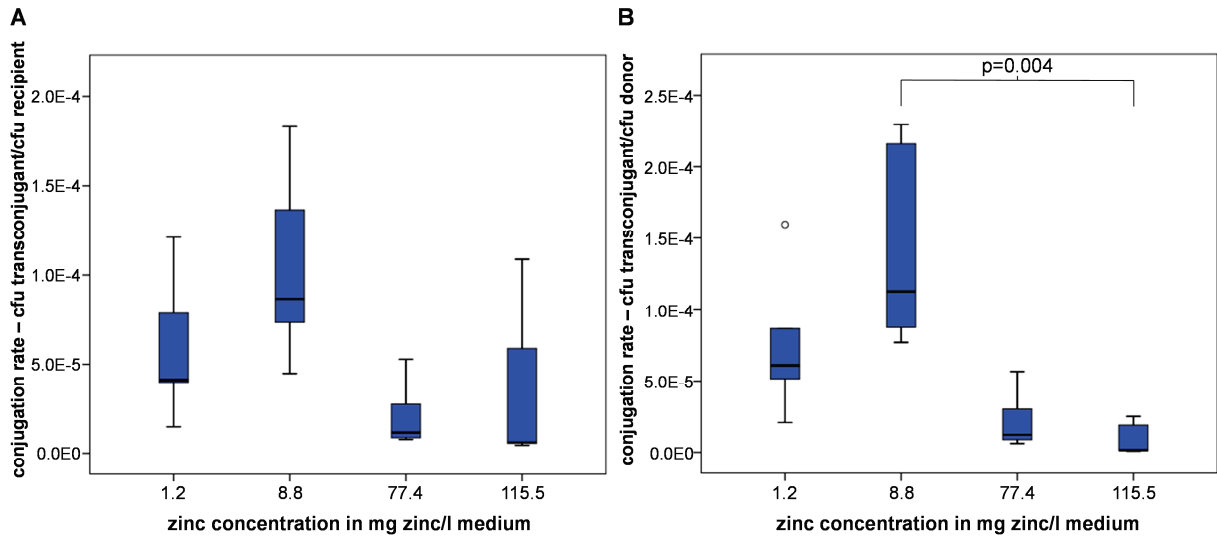 A
conjugation rate – cfu transconjugant/cfu recipient
2.0E-4
1.5E-4
1.0E-4
5.0E-5
0.0E0
1.2 8.8 77.4 115.5
zinc concentration in mg zinc/l medium
B
conjugation rate – cfu transconjugant/cfu donor
p=0.004
2.5E-4
2.0E-4
1.5E-4
1.0E-4
5.0E-5
0.0E0
1.2 8.8 77.4 115.5
zinc concentration in mg zinc/l medium